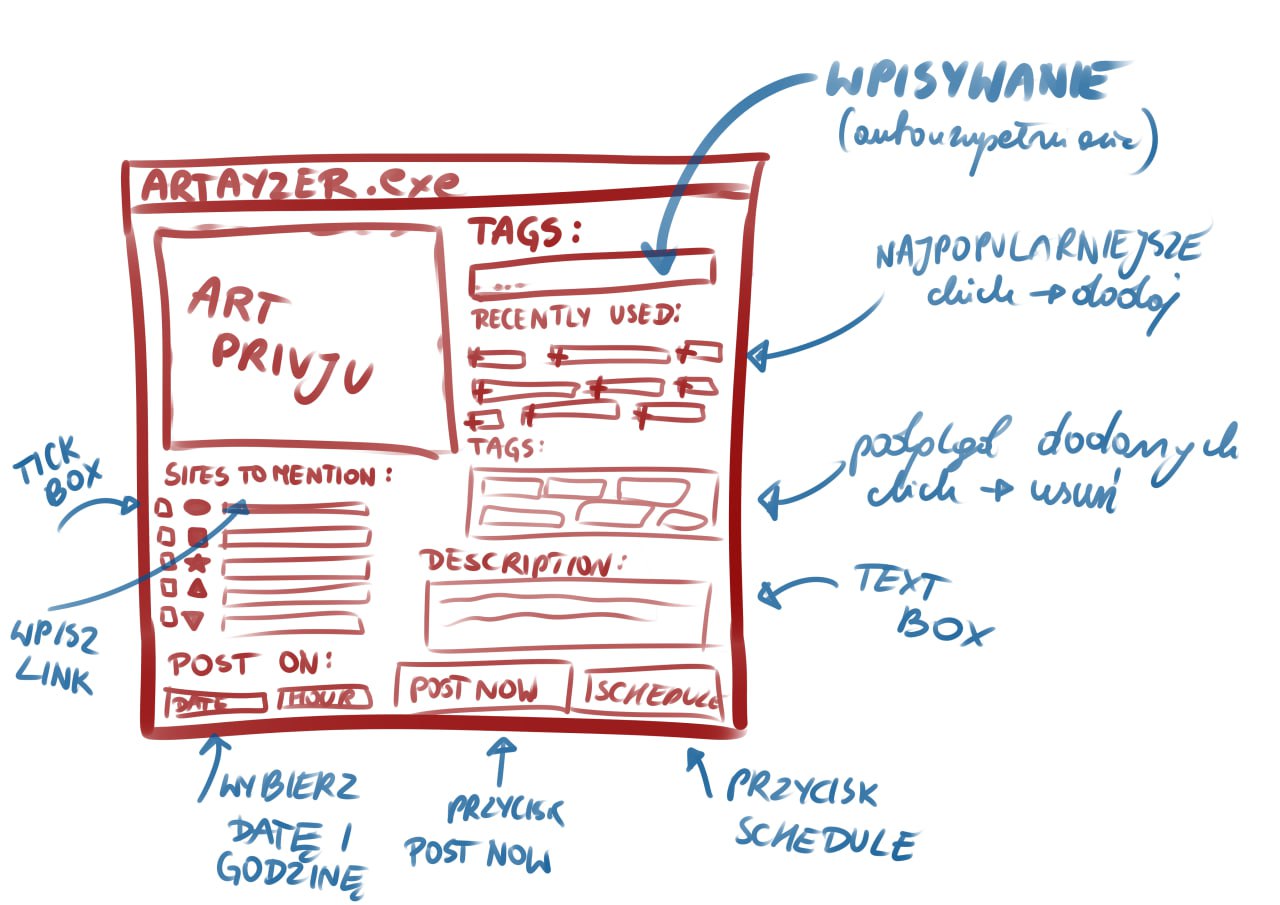 WPISYWANIE
(autouzupełnianie)
ARTAYZER.exe
TAGS:
...
NAJPOPULARNIEJSZE
click → dodaj
RECENTLY USED:
ART
PRIVJU
+ + +
+ + +
+ + +
TAGS:
podgląd dodanych
click → usuń
TICK
BOX
SITES TO MENTION:
DESCRIPTION:
TEXT
BOX
WPISZ
LINK
POST ON:
DATE HOUR
POST NOW
SCHEDULE
WYBIERZ
DATĘ I
GODZINĘ
PRZYCISK
POST NOW
PRZYCISK
SCHEDULE